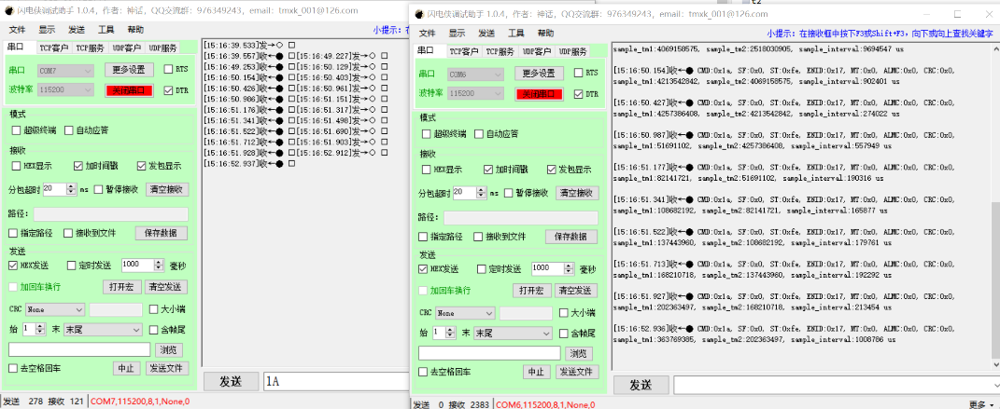 闪电侠调试助手 1.0.4, 作者: 神话, QQ交流群: 976349243, email: tmxk_001@126.com
文件 显示 发送 工具 帮助 小提示: 在
串口 TCP客户 TCP服务 UDP客户 UDP服务
串口 COM7 更多设置 RTS
波特率 115200 关闭串口 DTR
模式
超级终端 自动应答
接收
HEX显示 加时间戳 发包显示
分包超时 20 ms 暂停接收 清空接收
路径:
指定路径 接收到文件 保存数据
发送
HEX发送 定时发送 1000 毫秒
加回车换行 打开宏 清空发送
CRC None 大小端
始 1 末 末尾 含帧尾
浏览
去空格回车 中止 发送文件
[15:16:39.533]发→◇ □
[15:16:39.557]收←● □[15:16:49.227]发→◇ □
[15:16:49.253]收←● □[15:16:50.129]发→◇ □
[15:16:50.154]收←● □[15:16:50.403]发→◇ □
[15:16:50.426]收←● □[15:16:50.961]发→◇ □
[15:16:50.986]收←● □[15:16:51.151]发→◇ □
[15:16:51.176]收←● □[15:16:51.317]发→◇ □
[15:16:51.341]收←● □[15:16:51.498]发→◇ □
[15:16:51.522]收←● □[15:16:51.690]发→◇ □
[15:16:51.712]收←● □[15:16:51.903]发→◇ □
[15:16:51.928]收←● □[15:16:52.912]发→◇ □
[15:16:52.937]收←● □
发送 1A
发送 278 接收 121 COM7,115200,8,1,None,0
闪电侠调试助手 1.0.4, 作者: 神话, QQ交流群: 976349243, email: tmxk_001@126.com
文件 显示 发送 工具 帮助 小提示: 在接收框中按下F3或Shift+F3, 向下或向上查找关键字
串口 TCP客户 TCP服务 UDP客户 UDP服务
串口 COM6 更多设置 RTS
波特率 115200 关闭串口 DTR
模式
超级终端 自动应答
接收
HEX显示 加时间戳 发包显示
分包超时 20 ms 暂停接收 清空接收
路径:
指定路径 接收到文件 保存数据
发送
HEX发送 定时发送 1000 毫秒
加回车换行 打开宏 清空发送
CRC None 大小端
始 1 末 末尾 含帧尾
浏览
去空格回车 中止 发送文件
sample_tm1:4069158575, sample_tm2:2518030905, sample_interval:9694547 us
[15:16:50.154]收←● CMD:0x1a, SF:0x0, ST:0xfe, ENID:0x17, MT:0x0, ALMC:0x0, CRC:0x0,
sample_tm1:4213542842, sample_tm2:4069158575, sample_interval:902401 us
[15:16:50.427]收←● CMD:0x1a, SF:0x0, ST:0xfe, ENID:0x17, MT:0x0, ALMC:0x0, CRC:0x0,
sample_tm1:4257386408, sample_tm2:4213542842, sample_interval:274022 us
[15:16:50.987]收←● CMD:0x1a, SF:0x0, ST:0xfe, ENID:0x17, MT:0x0, ALMC:0x0, CRC:0x0,
sample_tm1:51691102, sample_tm2:4257386408, sample_interval:557949 us
[15:16:51.177]收←● CMD:0x1a, SF:0x0, ST:0xfe, ENID:0x17, MT:0x0, ALMC:0x0, CRC:0x0,
sample_tm1:82141721, sample_tm2:51691102, sample_interval:190316 us
[15:16:51.341]收←● CMD:0x1a, SF:0x0, ST:0xfe, ENID:0x17, MT:0x0, ALMC:0x0, CRC:0x0,
sample_tm1:108682192, sample_tm2:82141721, sample_interval:165877 us
[15:16:51.522]收←● CMD:0x1a, SF:0x0, ST:0xfe, ENID:0x17, MT:0x0, ALMC:0x0, CRC:0x0,
sample_tm1:137443960, sample_tm2:108682192, sample_interval:179761 us
[15:16:51.713]收←● CMD:0x1a, SF:0x0, ST:0xfe, ENID:0x17, MT:0x0, ALMC:0x0, CRC:0x0,
sample_tm1:168210718, sample_tm2:137443960, sample_interval:192292 us
[15:16:51.927]收←● CMD:0x1a, SF:0x0, ST:0xfe, ENID:0x17, MT:0x0, ALMC:0x0, CRC:0x0,
sample_tm1:202363497, sample_tm2:168210718, sample_interval:213454 us
[15:16:52.936]收←● CMD:0x1a, SF:0x0, ST:0xfe, ENID:0x17, MT:0x0, ALMC:0x0, CRC:0x0,
sample_tm1:363769385, sample_tm2:202363497, sample_interval:1008786 us
发送
发送 0 接收 2383 COM6,115200,8,1,None,0 更多